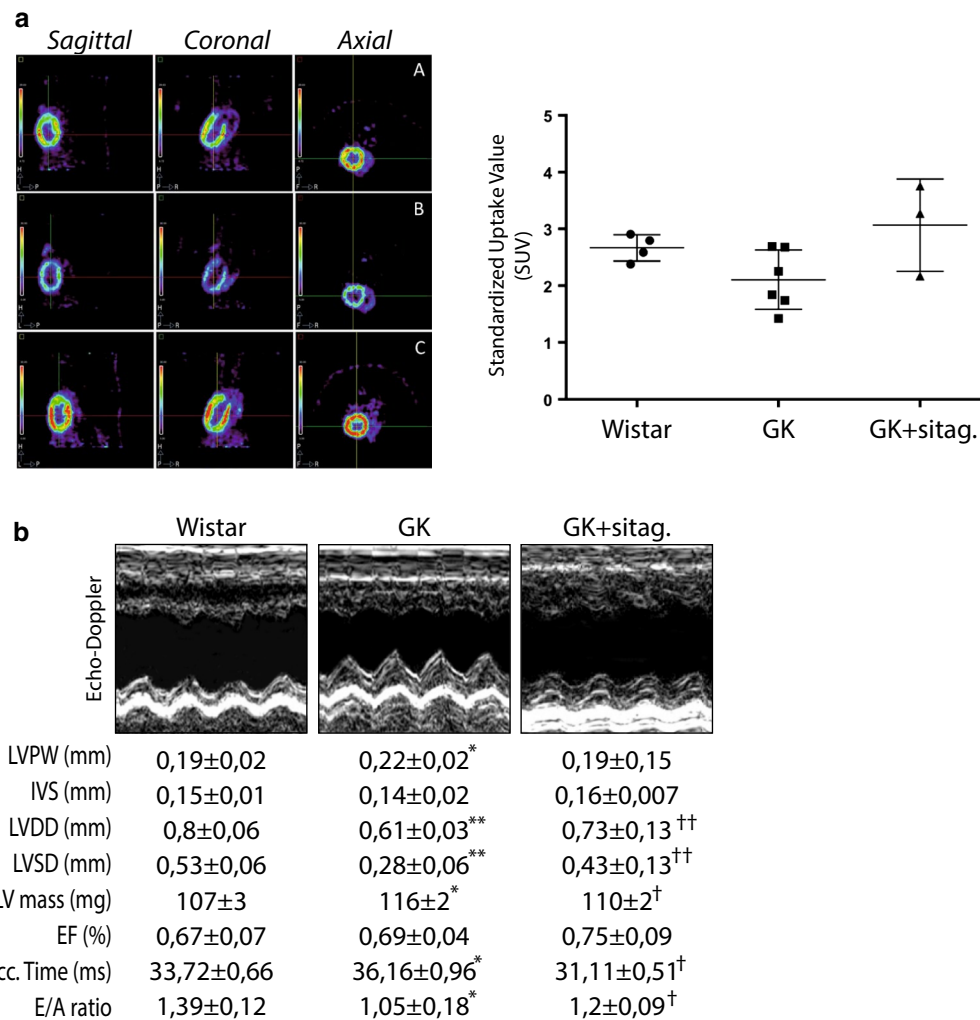 a
Sagittal Coronal Axial
A
B
C
Standardized Uptake Value
(SUV)
5
4
3
2
1
0
Wistar GK GK+sitag.
b
Wistar GK GK+sitag.
Echo-Doppler
LVPW (mm) 0,19±0,02 0,22±0,02* 0,19±0,15
IVS (mm) 0,15±0,01 0,14±0,02 0,16±0,007
LVDD (mm) 0,8±0,06 0,61±0,03** 0,73±0,13 ††
LVSD (mm) 0,53±0,06 0,28±0,06** 0,43±0,13††
LV mass (mg) 107±3 116±2* 110±2†
EF (%) 0,67±0,07 0,69±0,04 0,75±0,09
cc. Time (ms) 33,72±0,66 36,16±0,96* 31,11±0,51†
E/A ratio 1,39±0,12 1,05±0,18* 1,2±0,09†